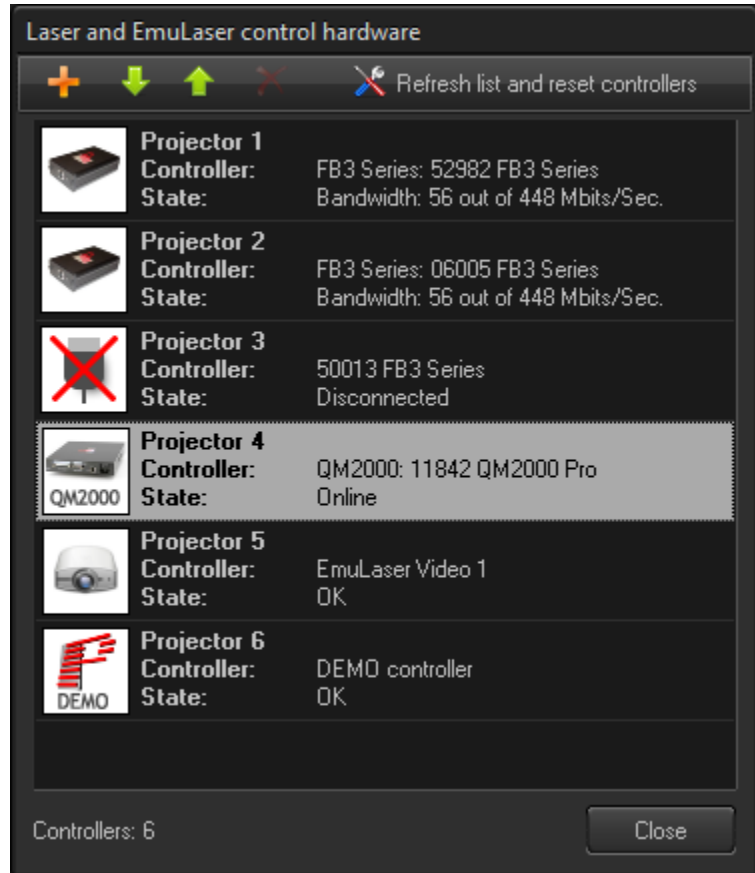 Laser and EmuLaser control hardware
Refresh list and reset controllers
Projector 1
Controller: FB3 Series: 52982 FB3 Series
State: Bandwidth: 56 out of 448 Mbits/Sec.
Projector 2
Controller: FB3 Series: 06005 FB3 Series
State: Bandwidth: 56 out of 448 Mbits/Sec.
Projector 3
Controller: 50013 FB3 Series
State: Disconnected
Projector 4
Controller: QM2000: 11842 QM2000 Pro
QM2000 State: Online
Projector 5
Controller: EmuLaser Video 1
State: OK
Projector 6
Controller: DEMO controller
DEMO State: OK
Controllers: 6 Close